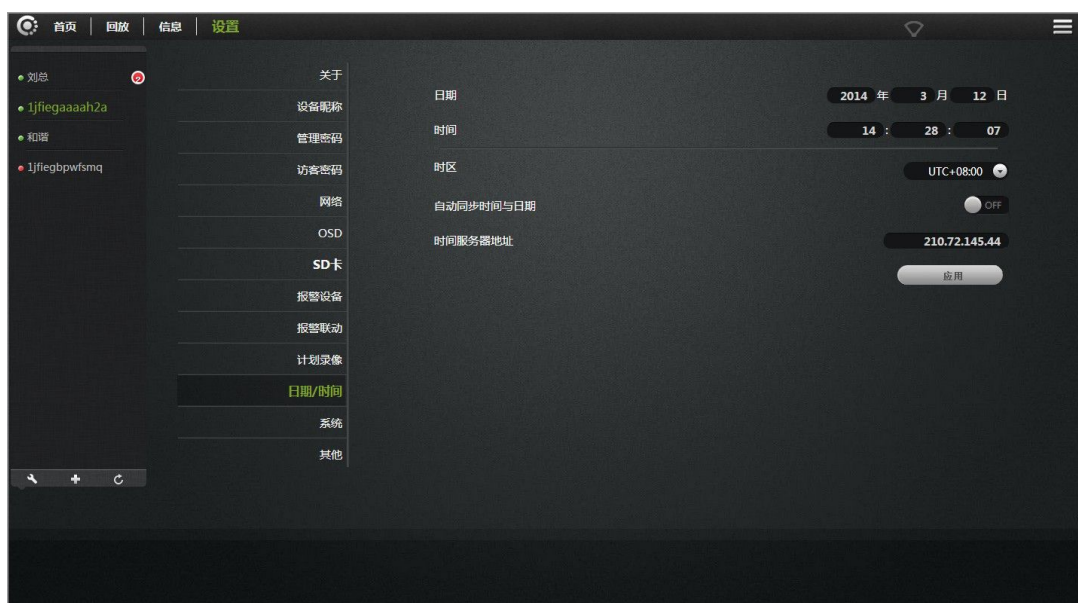 首页 回放 信息 设置
刘总 2
1jfiegaaaah2a
和谐
1jfiegbpwfsmq
关于
设备昵称
管理密码
访客密码
网络
OSD
SD卡
报警设备
报警联动
计划录像
日期/时间
系统
其他
日期 2014 年 3 月 12 日
时间 14 : 28 : 07
时区 UTC+08:00
自动同步时间与日期 OFF
时间服务器地址 210.72.145.44
应用